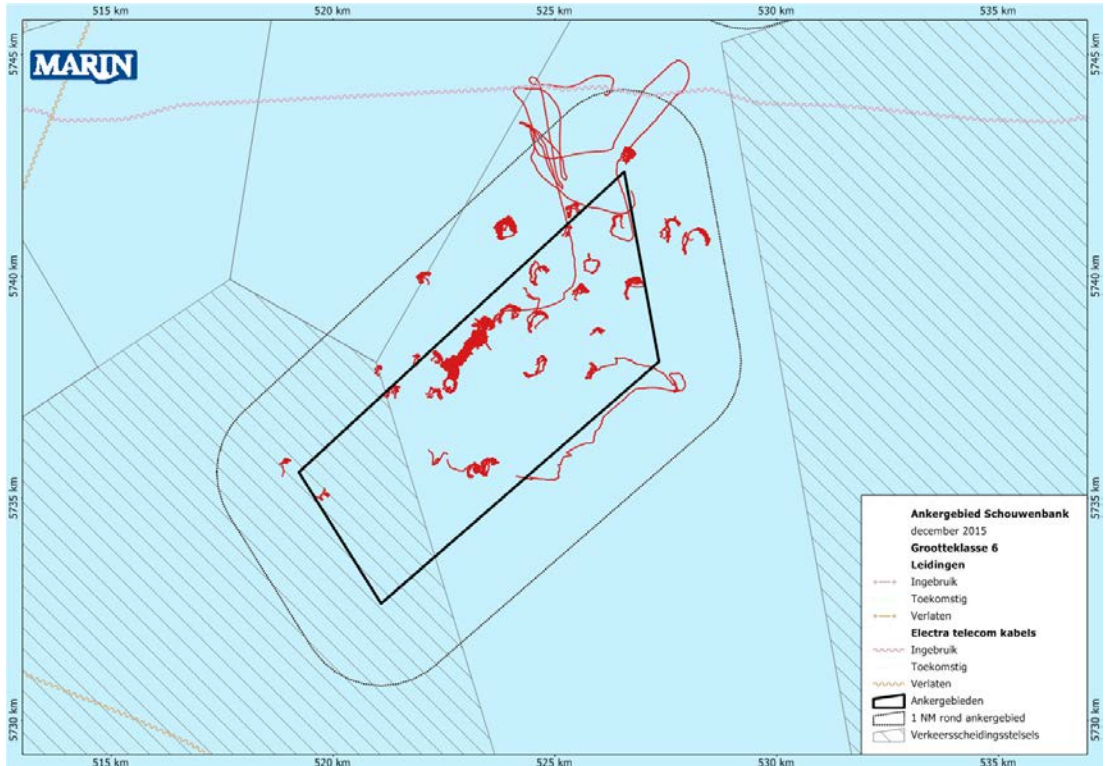 515 km
520 km
525 km
530 km
535 km
5745 km
5745 km
MARIN
5740 km
5740 km
5735 km
5735 km
5730 km
5730 km
Ankergebied Schouwenbank
december 2015
Grootteklasse 6
Leidingen
Ingebruik
Toekomstig
Verlaten
Electra telecom kabels
Ingebruik
Toekomstig
Verlaten
Ankergebieden
1 NM rond ankergebied
Verkeersscheidingsstelsels
515 km
520 km
525 km
530 km
535 km